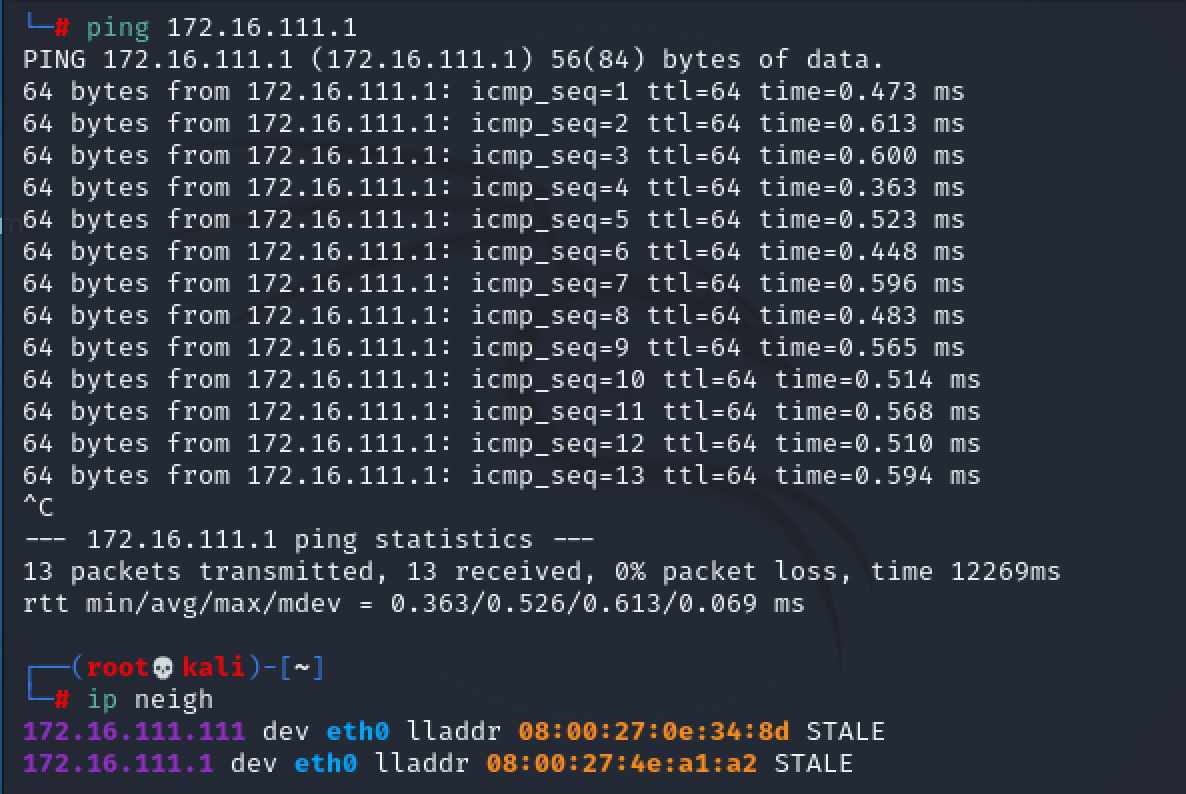 └─# ping 172.16.111.1
PING 172.16.111.1 (172.16.111.1) 56(84) bytes of data.
64 bytes from 172.16.111.1: icmp_seq=1 ttl=64 time=0.473 ms
64 bytes from 172.16.111.1: icmp_seq=2 ttl=64 time=0.613 ms
64 bytes from 172.16.111.1: icmp_seq=3 ttl=64 time=0.600 ms
64 bytes from 172.16.111.1: icmp_seq=4 ttl=64 time=0.363 ms
64 bytes from 172.16.111.1: icmp_seq=5 ttl=64 time=0.523 ms
64 bytes from 172.16.111.1: icmp_seq=6 ttl=64 time=0.448 ms
64 bytes from 172.16.111.1: icmp_seq=7 ttl=64 time=0.596 ms
64 bytes from 172.16.111.1: icmp_seq=8 ttl=64 time=0.483 ms
64 bytes from 172.16.111.1: icmp_seq=9 ttl=64 time=0.565 ms
64 bytes from 172.16.111.1: icmp_seq=10 ttl=64 time=0.514 ms
64 bytes from 172.16.111.1: icmp_seq=11 ttl=64 time=0.568 ms
64 bytes from 172.16.111.1: icmp_seq=12 ttl=64 time=0.510 ms
64 bytes from 172.16.111.1: icmp_seq=13 ttl=64 time=0.594 ms
^C
--- 172.16.111.1 ping statistics ---
13 packets transmitted, 13 received, 0% packet loss, time 12269ms
rtt min/avg/max/mdev = 0.363/0.526/0.613/0.069 ms
┌──(root💀kali)-[~]
└─# ip neigh
172.16.111.111 dev eth0 lladdr 08:00:27:0e:34:8d STALE
172.16.111.1 dev eth0 lladdr 08:00:27:4e:a1:a2 STALE